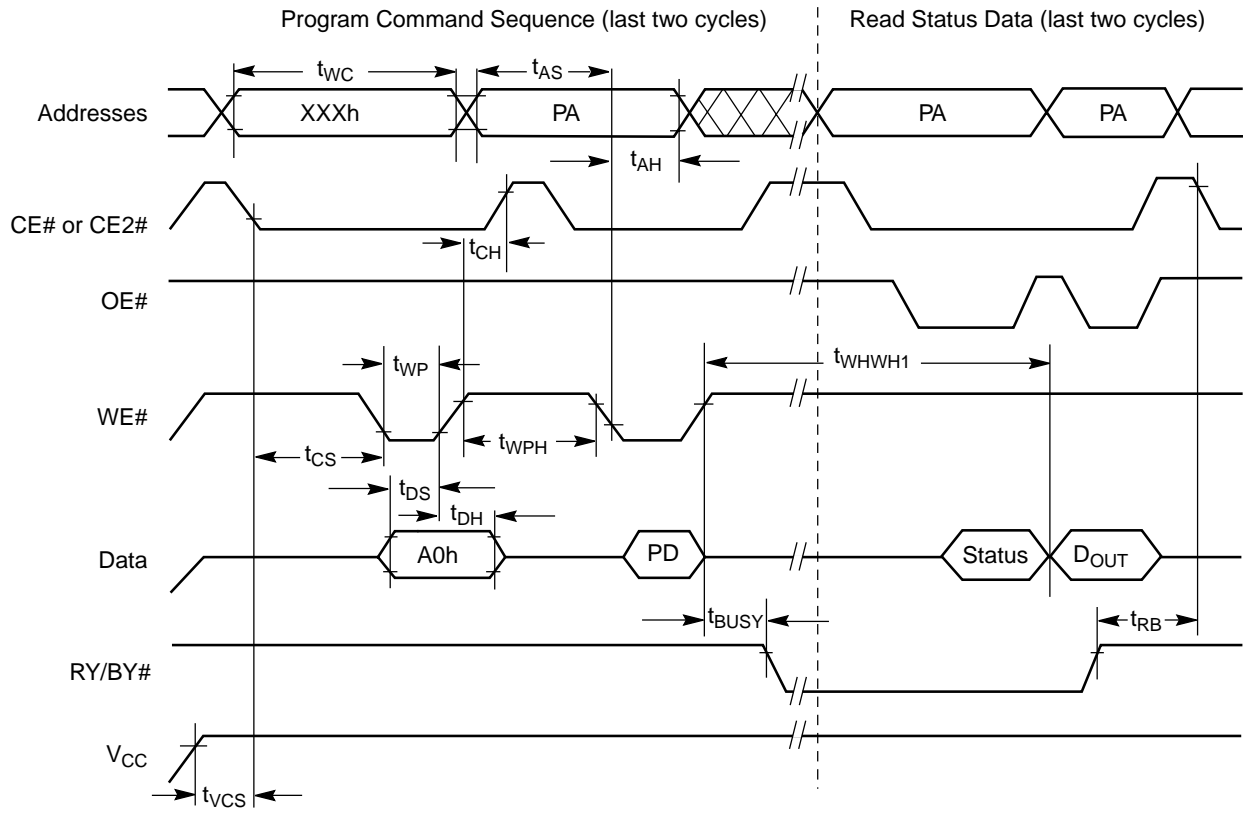 Program Command Sequence (last two cycles)
Read Status Data (last two cycles)
tWC
tAS
Addresses
XXXh
PA
PA
PA
tAH
CE# or CE2#
tCH
OE#
tWP
tWHWH1
WE#
tCS
tWPH
tDS
tDH
Data
A0h
PD
Status
DOUT
tBUSY
tRB
RY/BY#
VCC
tVCS